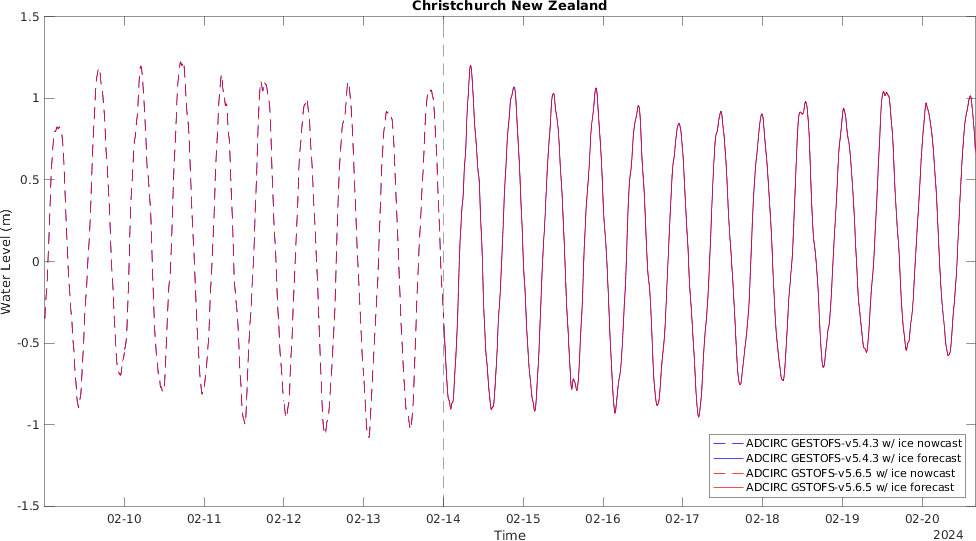 Christchurch New Zealand
1.5
1
0.5
0
-0.5
-1
-1.5
Water Level (m)
ADCIRC GESTOFS-v5.4.3 w/ ice nowcast
ADCIRC GESTOFS-v5.4.3 w/ ice forecast
ADCIRC GSTOFS-v5.6.5 w/ ice nowcast
ADCIRC GSTOFS-v5.6.5 w/ ice forecast
02-10 02-11 02-12 02-13 02-14 02-15 02-16 02-17 02-18 02-19 02-20
Time
2024